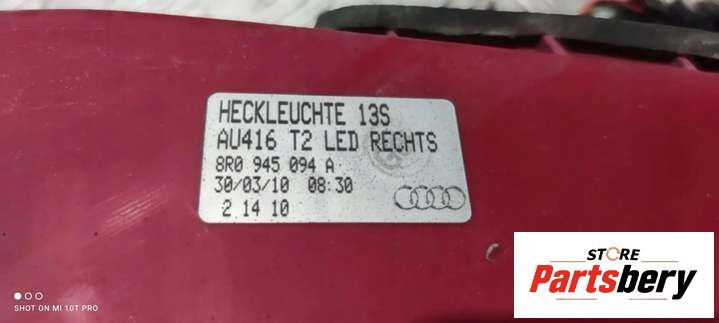 HECKLEUCHTE 13S
AU416 T2 LED RECHTS
8R0 945 094 A
30/03/10 08:30
2 14 10
STORE
Partsbery
SHOT ON MI 10T PRO